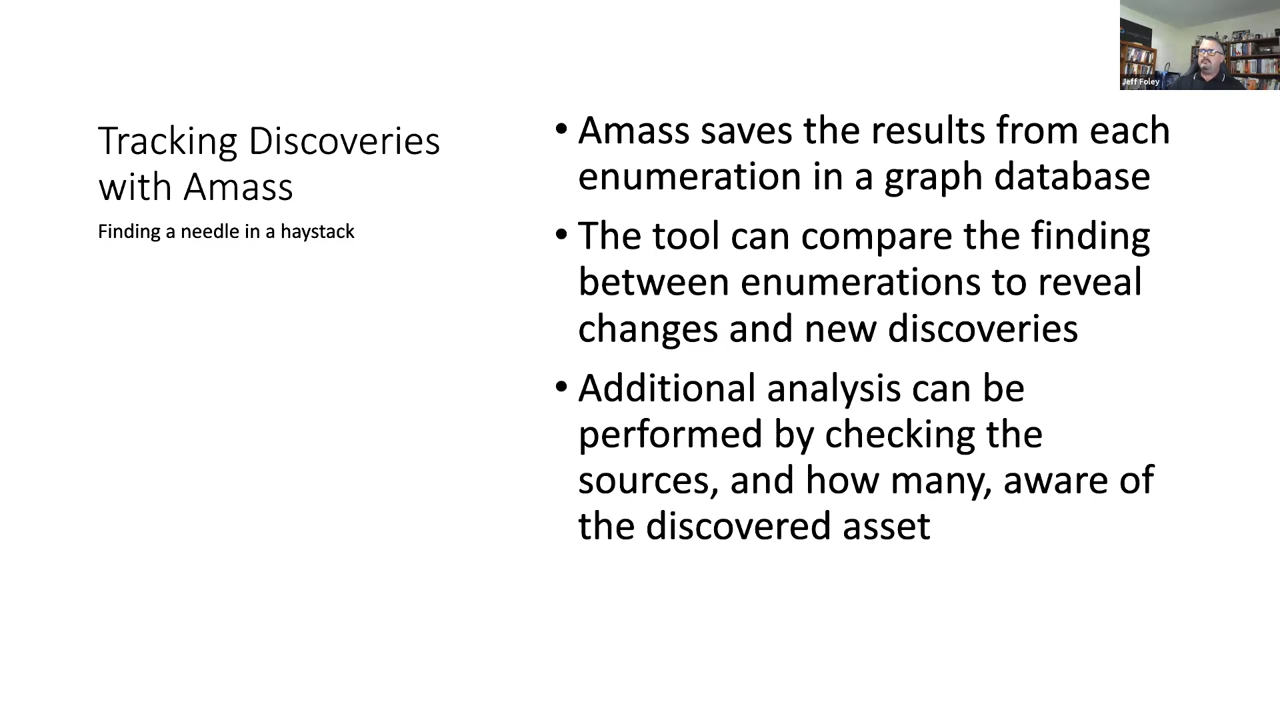 Jeff Foley
Tracking Discoveries
with Amass
Finding a needle in a haystack
• Amass saves the results from each
enumeration in a graph database
• The tool can compare the finding
between enumerations to reveal
changes and new discoveries
• Additional analysis can be
performed by checking the
sources, and how many, aware of
the discovered asset